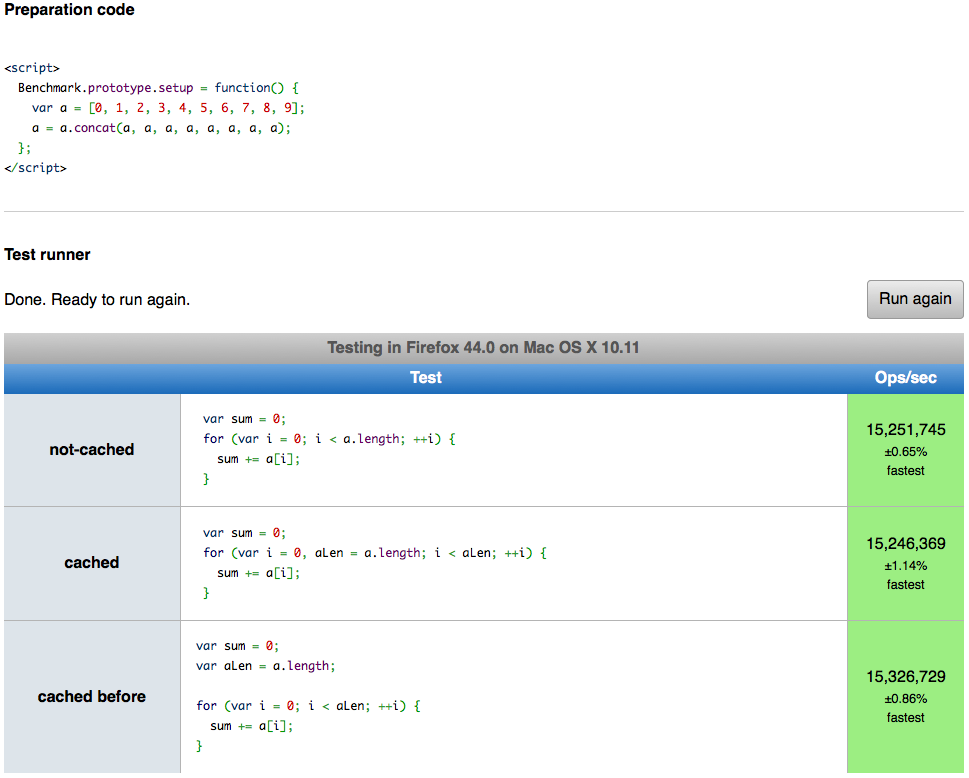 Preparation code
<script>
Benchmark.prototype.setup = function() {
var a = [0, 1, 2, 3, 4, 5, 6, 7, 8, 9];
a = a.concat(a, a, a, a, a, a, a, a);
};
</script>
Test runner
Done. Ready to run again.
Run again
Testing in Firefox 44.0 on Mac OS X 10.11
Test
Ops/sec
not-cached
var sum = 0;
for (var i = 0; i < a.length; ++i) {
sum += a[i];
}
15,251,745
±0.65%
fastest
cached
var sum = 0;
for (var i = 0, aLen = a.length; i < aLen; ++i) {
sum += a[i];
}
15,246,369
±1.14%
fastest
cached before
var sum = 0;
var aLen = a.length;
for (var i = 0; i < aLen; ++i) {
sum += a[i];
}
15,326,729
±0.86%
fastest